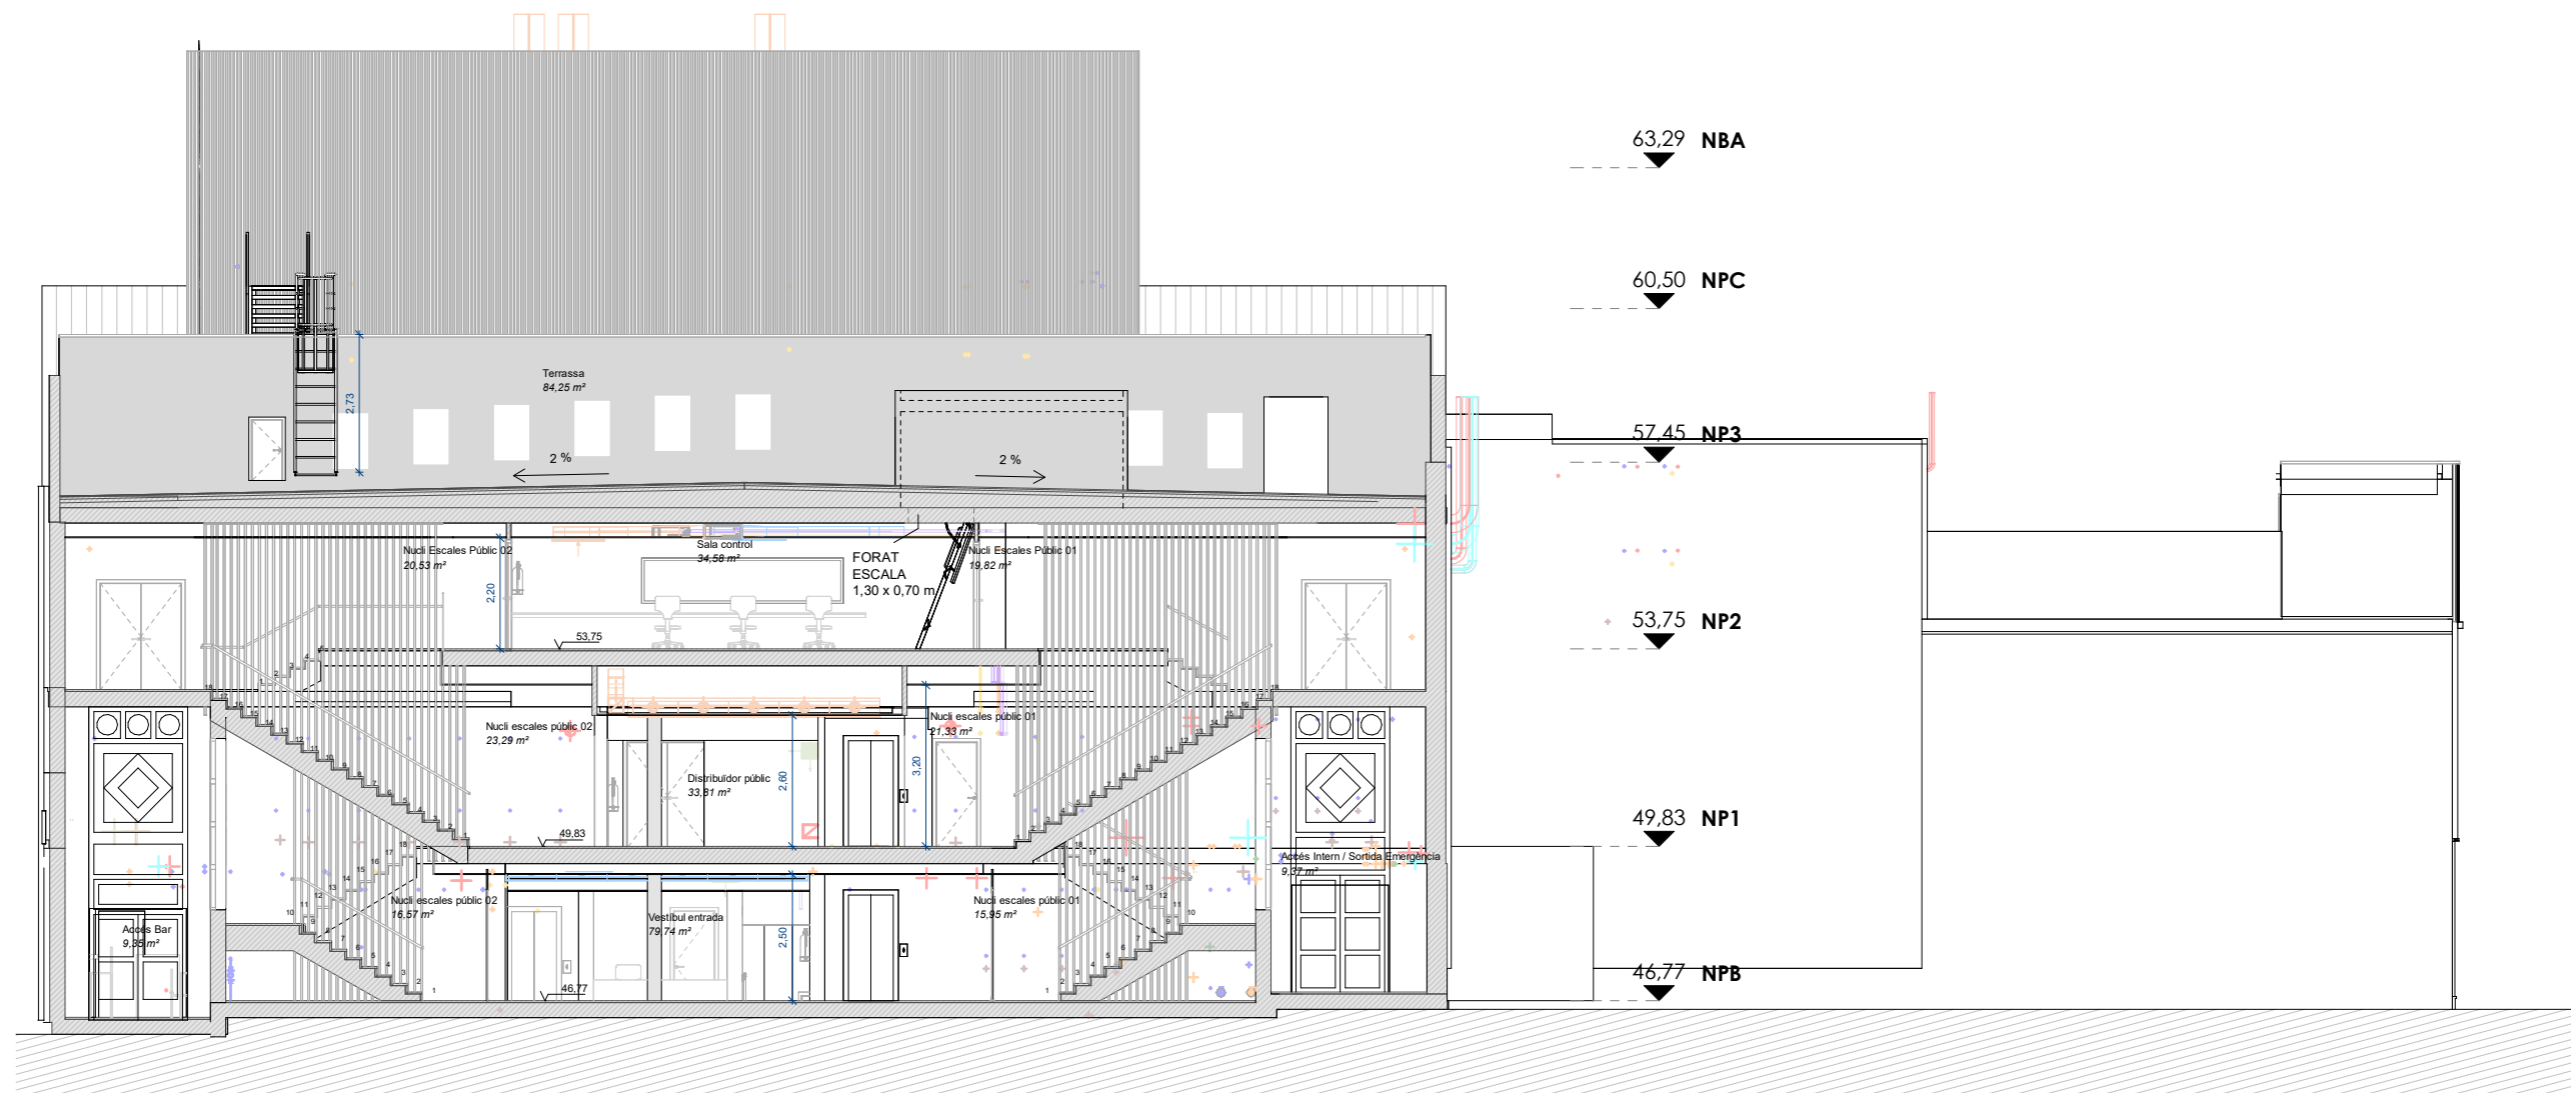 63,29 NBA
60,50 NPC
57,45 NP3
53,75 NP2
49,83 NP1
46,77 NPB
Terrassa
84,25 m²
2,73
2 %
2 %
Nucli Escales Públic 02
20,53 m²
Sala control
34,58 m²
FORAT
ESCALA
1,30 x 0,70 m
Nucli Escales Públic 01
19,82 m²
2,20
53,75
Nucli escales públic 02
23,29 m²
Nucli escales públic 01
21,33 m²
Distribuïdor públic
33,81 m²
2,60
3,20
49,83
Accés Intern / Sortida Emergència
9,37 m²
Nucli escales públic 02
16,57 m²
Nucli escales públic 01
15,95 m²
Vestíbul entrada
79,74 m²
Accés Bar
9,35 m²
2,50
46,77